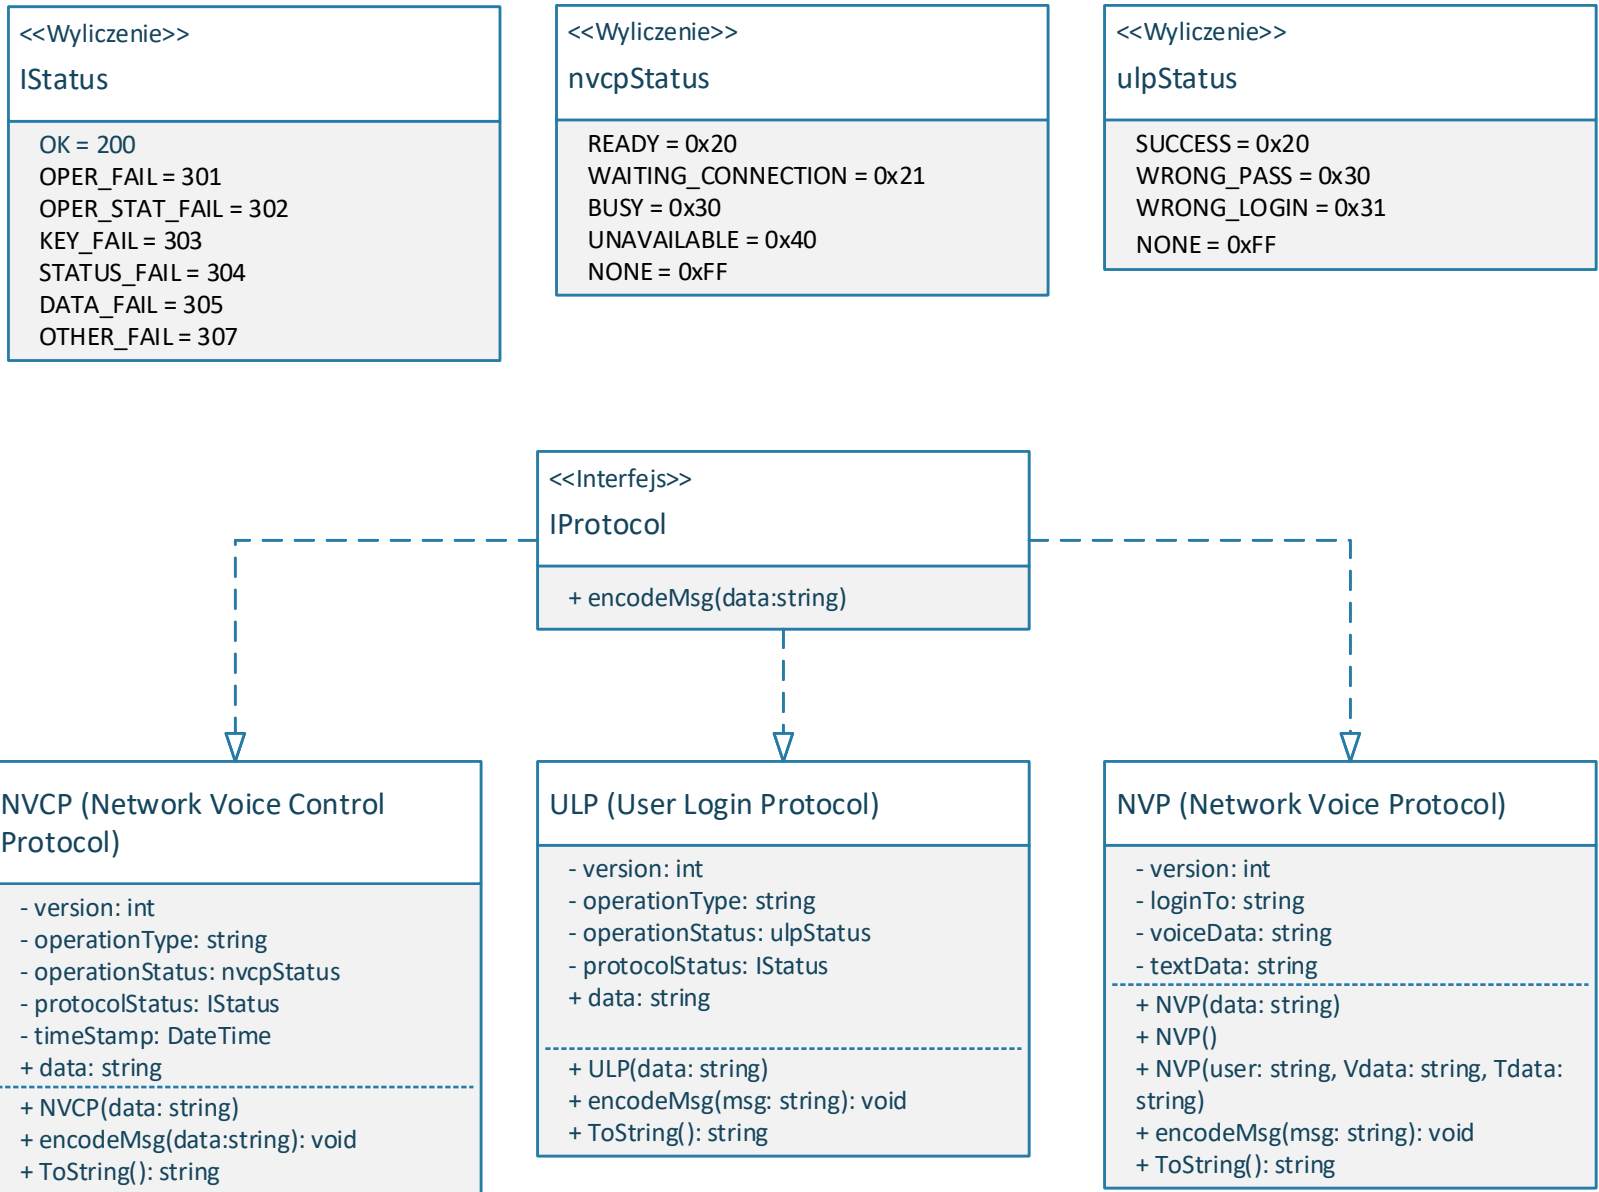 <<Wyliczenie>>
IStatus
OK = 200
OPER_FAIL = 301
OPER_STAT_FAIL = 302
KEY_FAIL = 303
STATUS_FAIL = 304
DATA_FAIL = 305
OTHER_FAIL = 307
<<Wyliczenie>>
nvcpStatus
READY = 0x20
WAITING_CONNECTION = 0x21
BUSY = 0x30
UNAVAILABLE = 0x40
NONE = 0xFF
<<Wyliczenie>>
ulpStatus
SUCCESS = 0x20
WRONG_PASS = 0x30
WRONG_LOGIN = 0x31
NONE = 0xFF
<<Interfejs>>
IProtocol
+ encodeMsg(data:string)
NVCP (Network Voice Control
Protocol)
- version: int
- operationType: string
- operationStatus: nvcpStatus
- protocolStatus: IStatus
- timeStamp: DateTime
+ data: string
+ NVCP(data: string)
+ encodeMsg(data:string): void
+ ToString(): string
ULP (User Login Protocol)
- version: int
- operationType: string
- operationStatus: ulpStatus
- protocolStatus: IStatus
+ data: string
+ ULP(data: string)
+ encodeMsg(msg: string): void
+ ToString(): string
NVP (Network Voice Protocol)
- version: int
- loginTo: string
- voiceData: string
- textData: string
+ NVP(data: string)
+ NVP()
+ NVP(user: string, Vdata: string, Tdata:
string)
+ encodeMsg(msg: string): void
+ ToString(): string